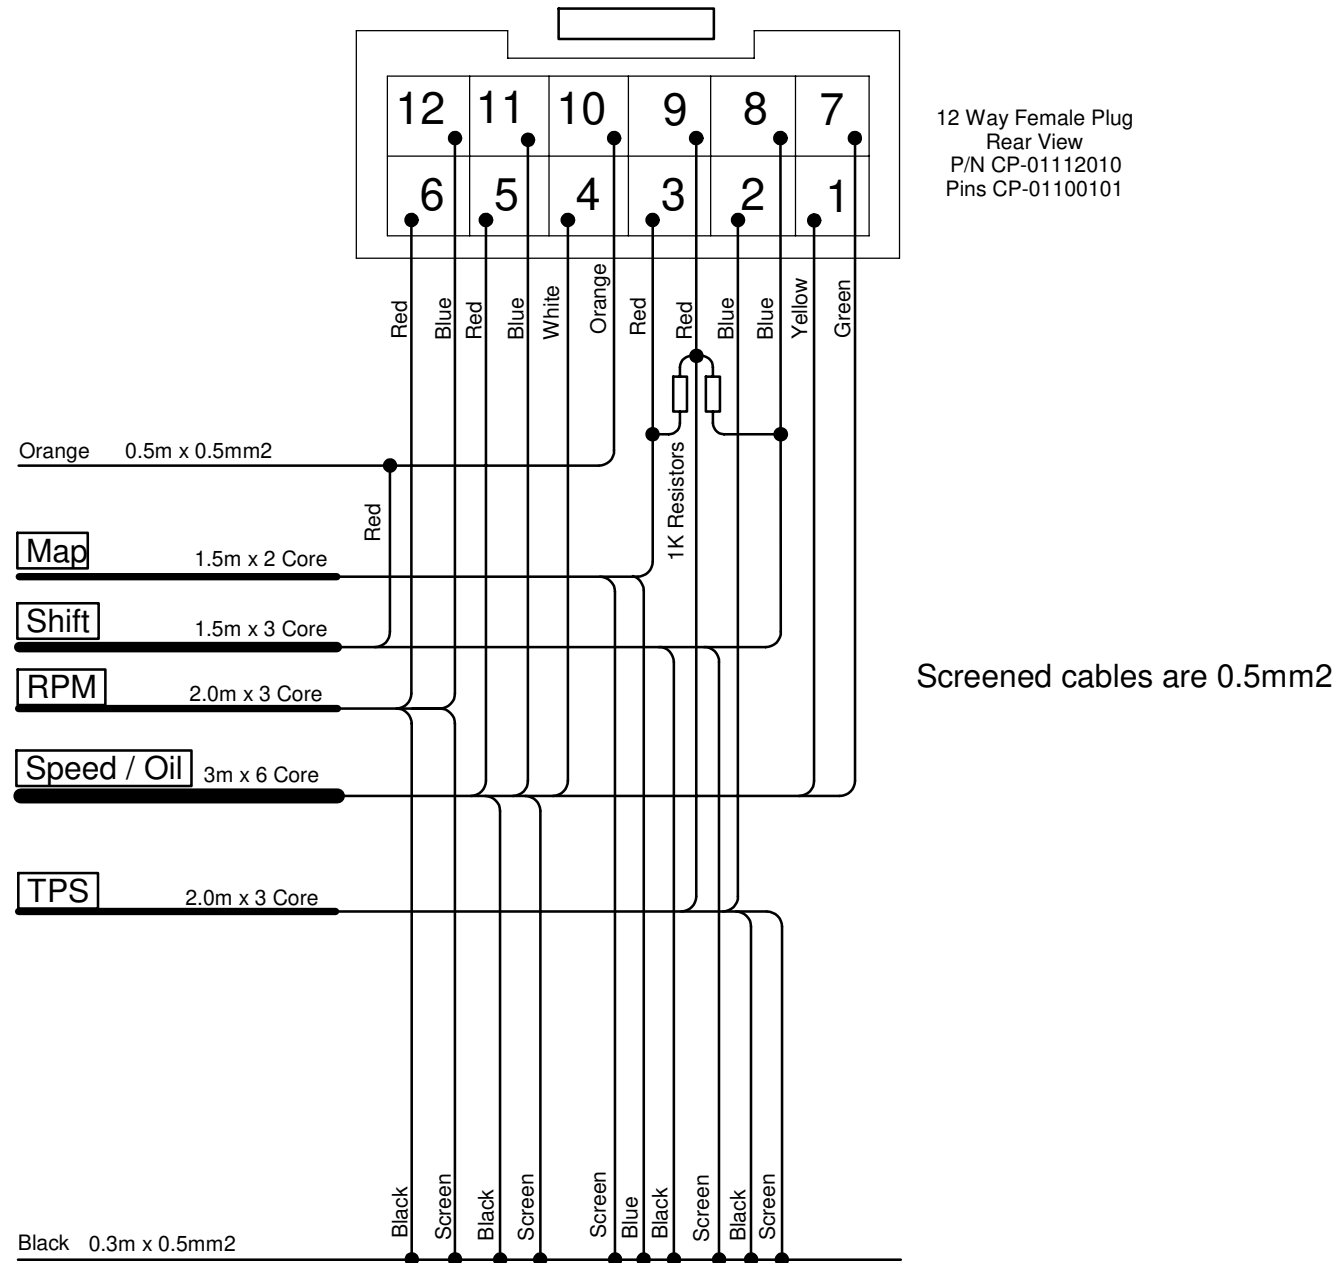 12 11 10 9 8 7
6 5 4 3 2 1
12 Way Female Plug
Rear View
P/N CP-01112010
Pins CP-01100101
Red
Blue
Red
Blue
White
Orange
Red
Red
Blue
Blue
Yellow
Green
Orange 0.5m x 0.5mm2
Red
1K Resistors
Map 1.5m x 2 Core
Shift 1.5m x 3 Core
RPM 2.0m x 3 Core
Screened cables are 0.5mm2
Speed / Oil 3m x 6 Core
TPS 2.0m x 3 Core
Black
Screen
Black
Screen
Screen
Blue
Black
Screen
Black
Screen
Black 0.3m x 0.5mm2